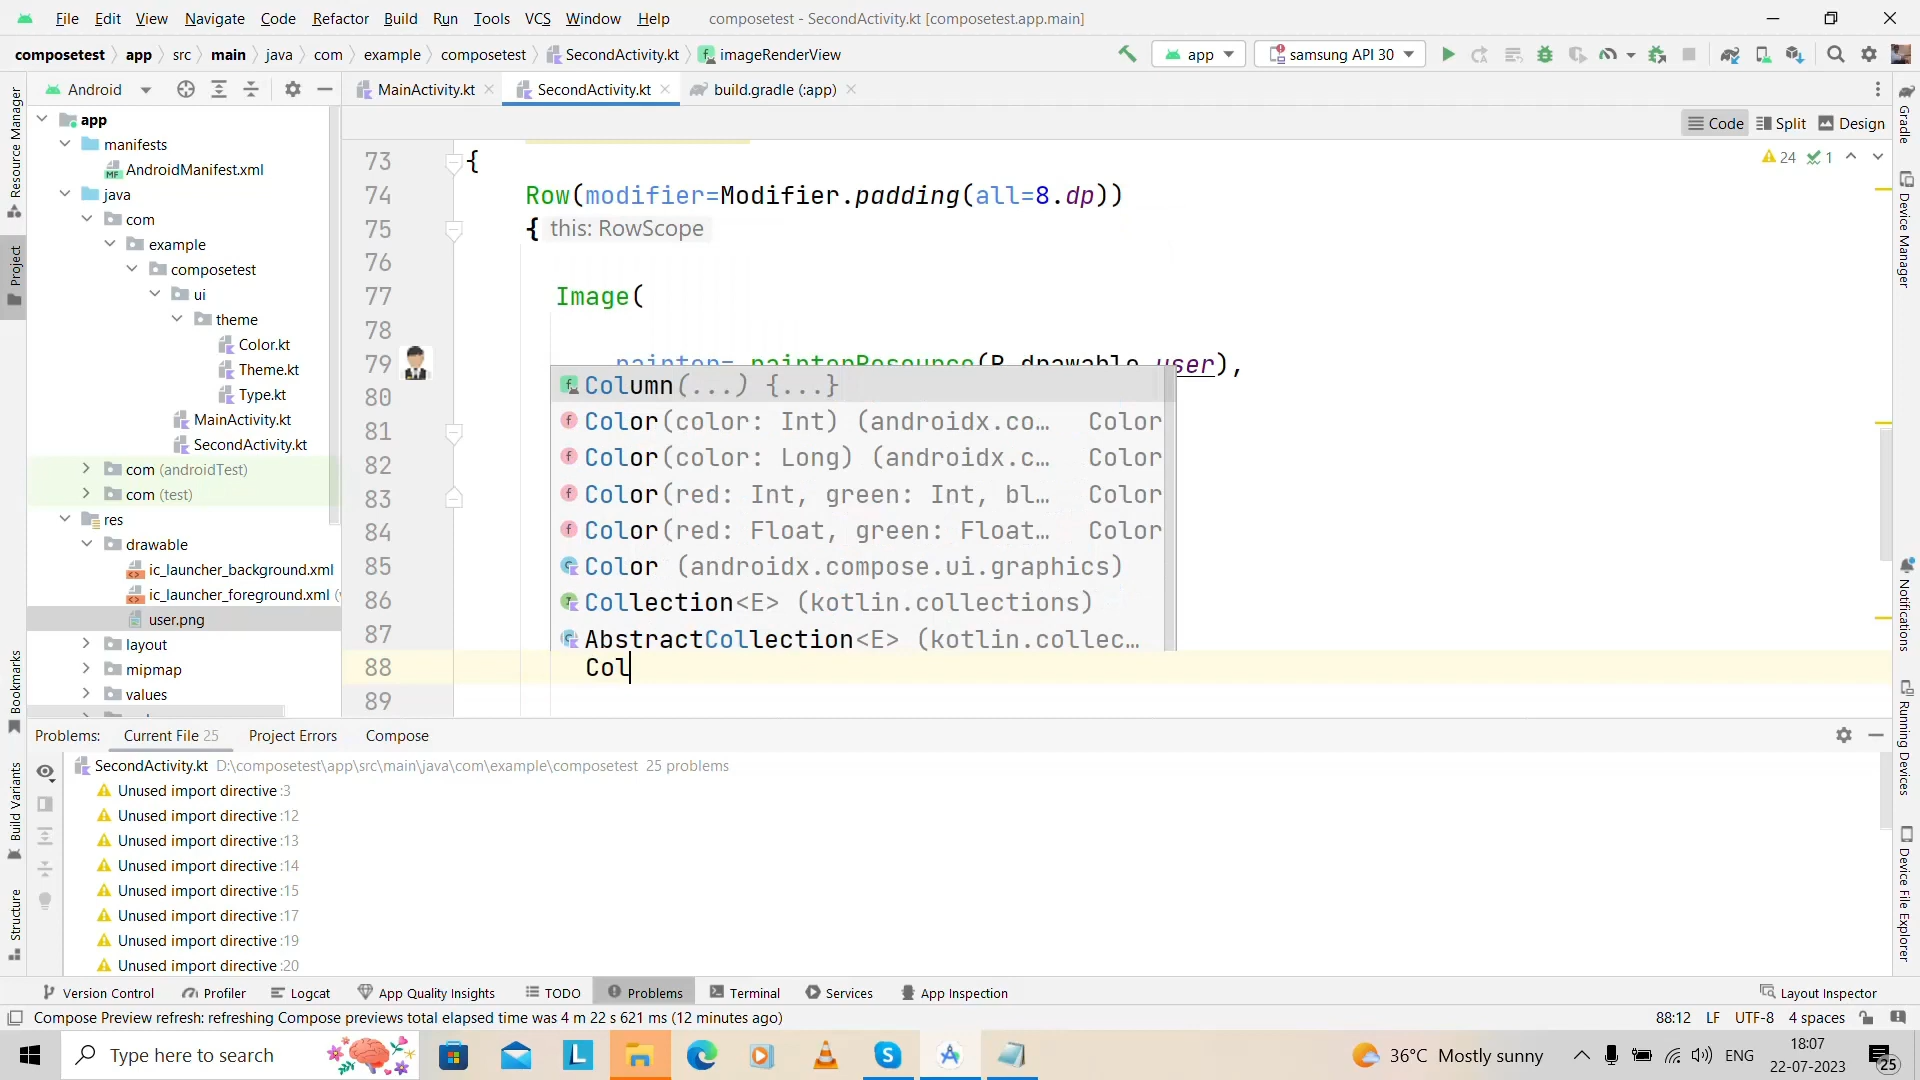 File Edit View Navigate Code Refactor Build Run Tools VCS Window Help composetest - SecondActivity.kt [composetest.app.main]
composetest app src main java com example composetest SecondActivity.kt imageRenderView app samsung API 30
Android MainActivity.kt SecondActivity.kt build.gradle (:app)
Code Split Design
24 1
Resource Manager
Project
Bookmarks
Build Variants
Structure
app
manifests
AndroidManifest.xml
java
com
example
composetest
ui
theme
Color.kt
Theme.kt
Type.kt
MainActivity.kt
SecondActivity.kt
com (androidTest)
com (test)
res
drawable
ic_launcher_background.xml
ic_launcher_foreground.xml
user.png
layout
mipmap
values
73 {
74 Row(modifier=Modifier.padding(all=8.dp))
75 { this: RowScope
76
77 Image(
78
79 painter= painterResource(R.drawable.user),
80
81
82
83
84
85
86
87
88 Col
89
Column(...) {...}
Color(color: Int) (androidx.co... Color
Color(color: Long) (androidx.c... Color
Color(red: Int, green: Int, bl... Color
Color(red: Float, green: Float... Color
Color (androidx.compose.ui.graphics)
Collection<E> (kotlin.collections)
AbstractCollection<E> (kotlin.collec...
Gradle
Device Manager
Notifications
Running Devices
Device File Explorer
Problems: Current File 25 Project Errors Compose
SecondActivity.kt D:\composetest\app\src\main\java\com\example\composetest 25 problems
Unused import directive :3
Unused import directive :12
Unused import directive :13
Unused import directive :14
Unused import directive :15
Unused import directive :17
Unused import directive :19
Unused import directive :20
Version Control Profiler Logcat App Quality Insights TODO Problems Terminal Services App Inspection Layout Inspector
Compose Preview refresh: refreshing Compose previews total elapsed time was 4 m 22 s 621 ms (12 minutes ago) 88:12 LF UTF-8 4 spaces
Type here to search 36°C Mostly sunny ENG 18:07
22-07-2023 25